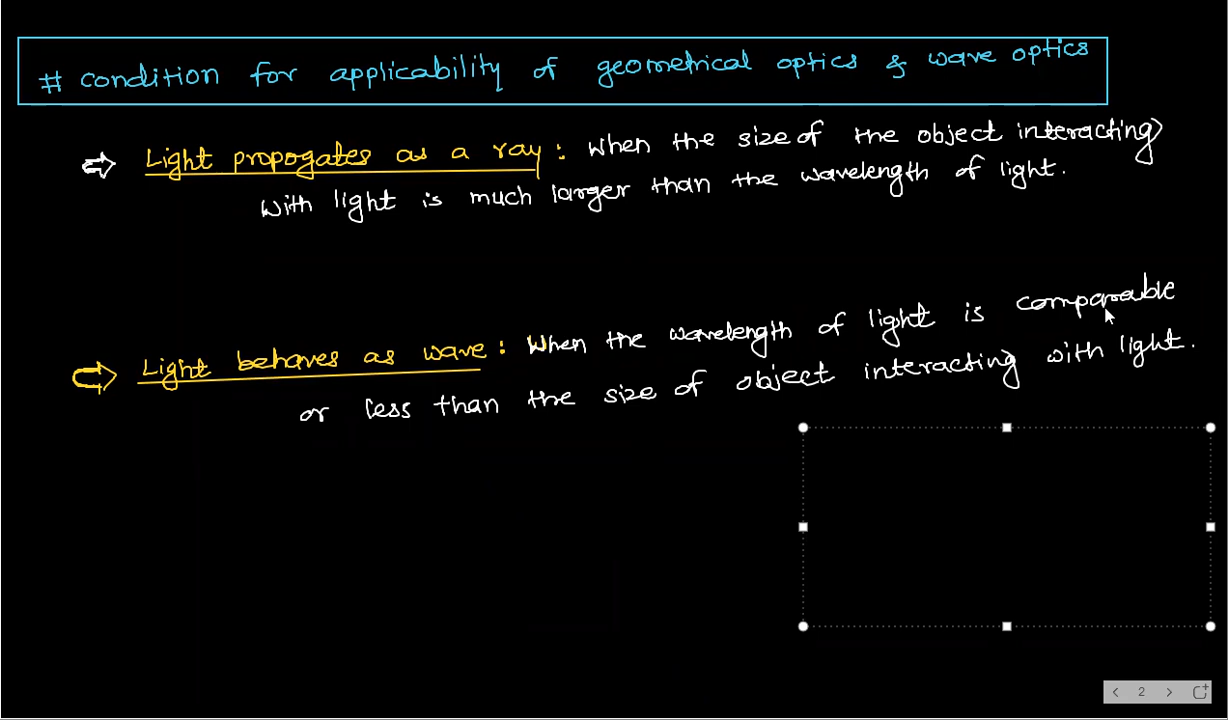 # condition for applicability of geometrical optics & wave optics
⇒ Light propogates as a ray : When the size of the object interacting
with light is much larger than the wavelength of light.
⇒ Light behaves as wave : When the wavelength of light is comparable
or less than the size of object interacting with light.
2